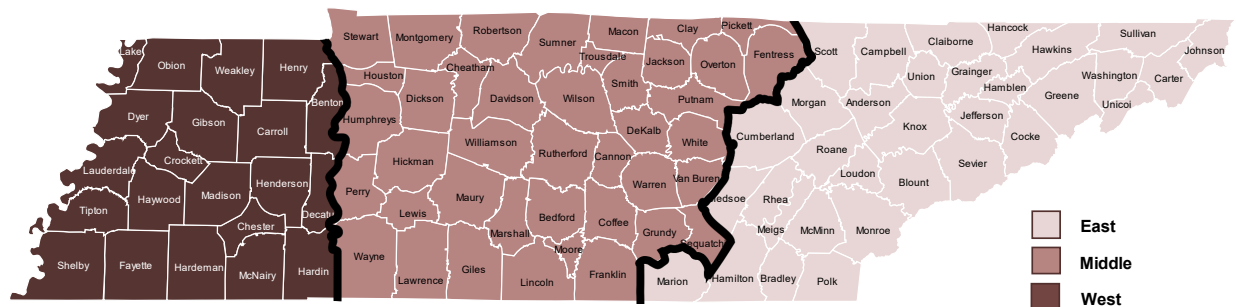 Lake
Obion
Weakley
Henry
Benton
Dyer
Gibson
Carroll
Crockett
Lauderdale
Haywood
Madison
Henderson
Decatu
Tipton
Chester
Shelby
Fayette
Hardeman
McNairy
Hardin
Stewart
Montgomery
Robertson
Sumner
Macon
Clay
Pickett
Trousdale
Houston
Cheatham
Jackson
Overton
Fentress
Dickson
Davidson
Wilson
Smith
Putnam
Humphreys
Hickman
Williamson
Rutherford
Cannon
DeKalb
White
Perry
Lewis
Maury
Bedford
Coffee
Warren
Van Buren
Marshall
Moore
Grundy
Sequatch
Wayne
Lawrence
Giles
Lincoln
Franklin
Scott
Campbell
Claiborne
Hancock
Hawkins
Sullivan
Johnson
Union
Grainger
Hamblen
Washington
Carter
Greene
Unicoi
Morgan
Anderson
Knox
Jefferson
Cocke
Cumberland
Roane
Loudon
Blount
Sevier
edsoe
Rhea
Meigs
McMinn
Monroe
Marion
Hamilton
Bradley
Polk
East
Middle
West